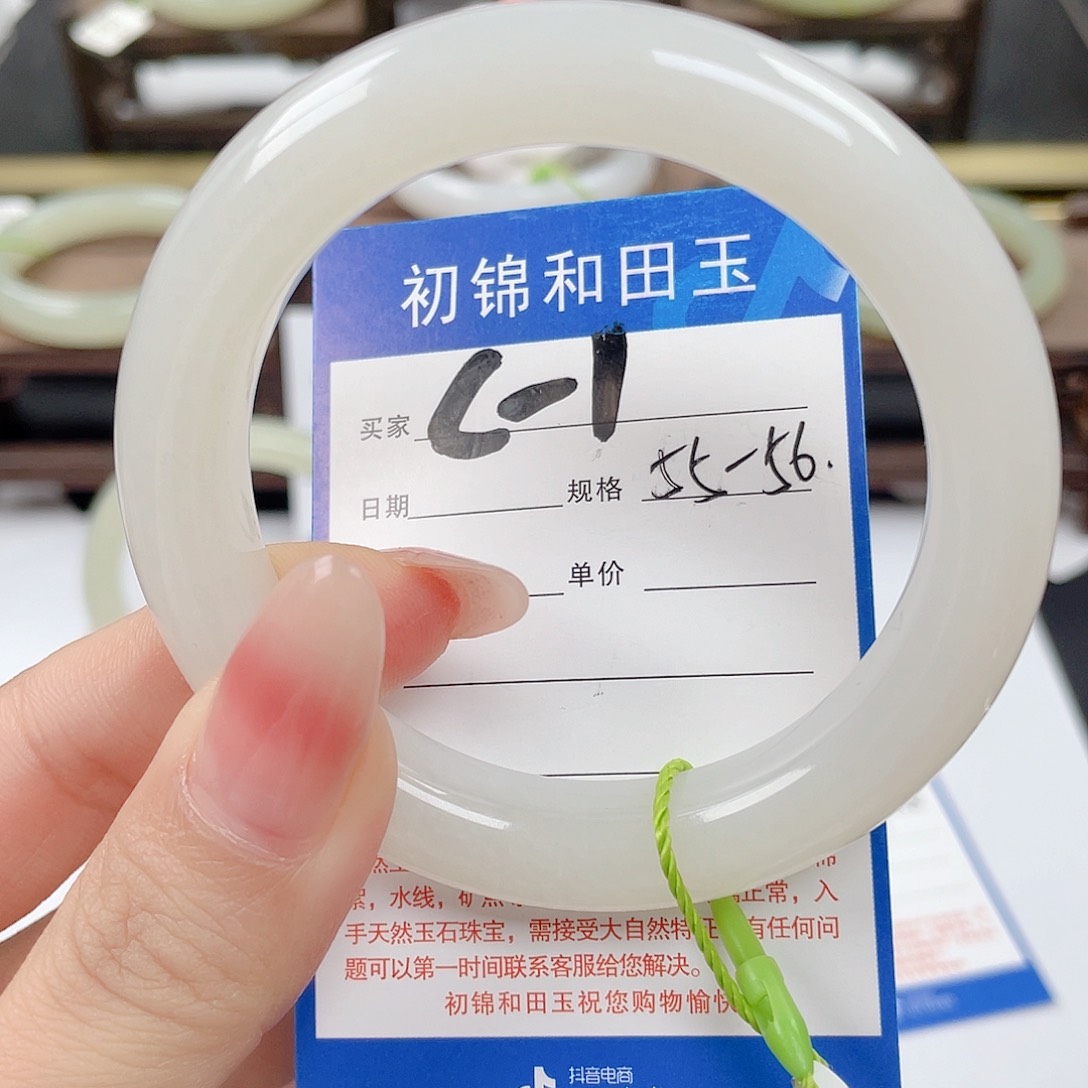 初锦和田玉
买家 C-1
日期 规格 55-56.
单价
絮，水线，矿 正常，入
手天然玉石珠宝，需接受大自然特 有任何问
题可以第一时间联系客服给您解决。
初锦和田玉祝您购物愉快
抖音电商